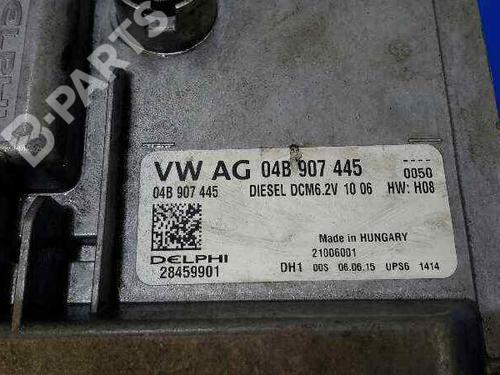 DELPHI
B-PARTS
VW AG 04B 907 445 0050
04B 907 445 DIESEL DCM6.2V 10 06 HW: H08
Made in HUNGARY
DELPHI 21006001
28459901 DH1 00S 06.06.15 UPS6 1414